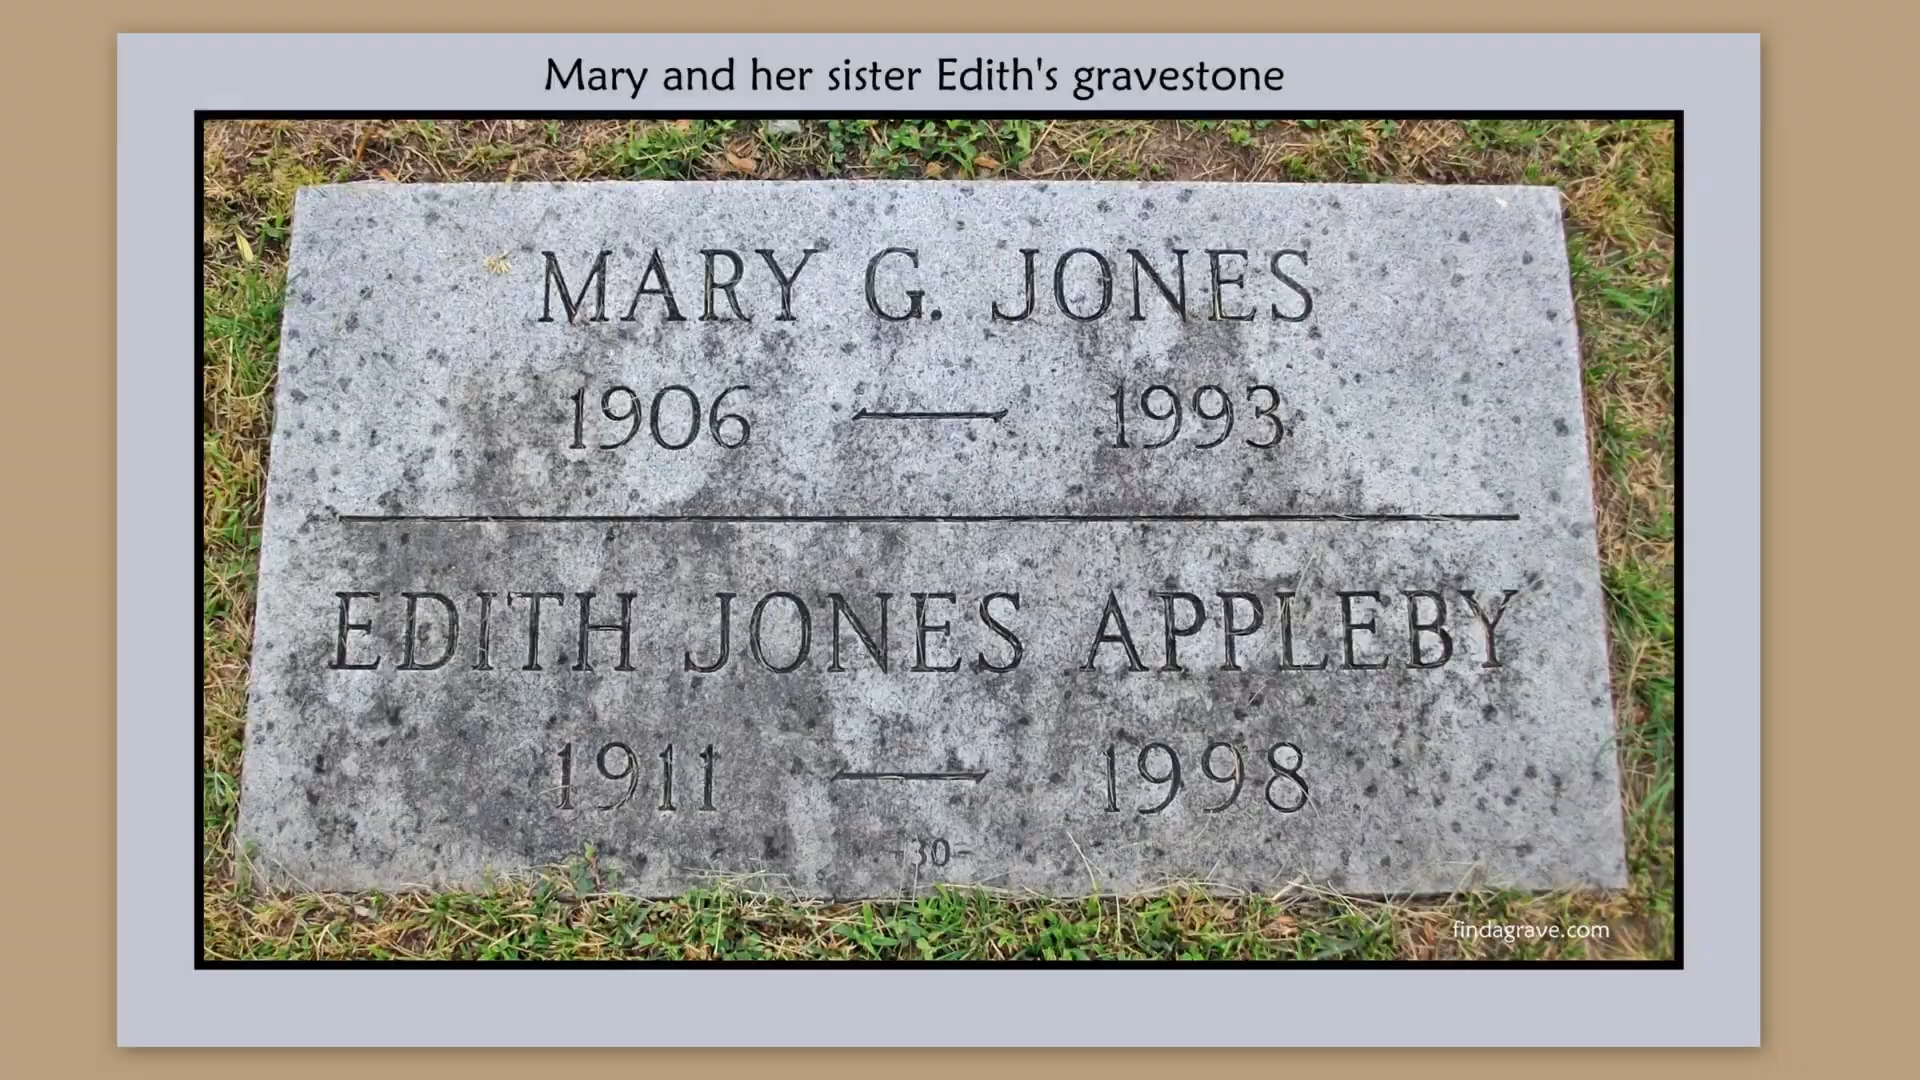 Mary and her sister Edith's gravestone
MARY G. JONES
1906 — 1993
EDITH JONES APPLEBY
1911 — 1998
-30-
findagrave.com